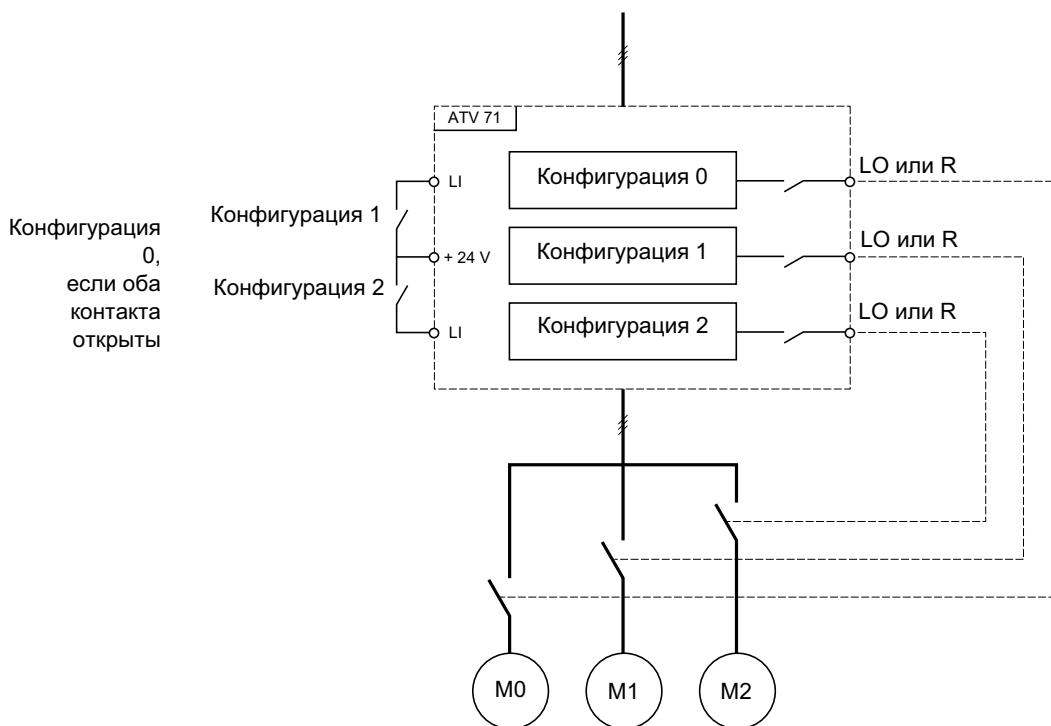 ATV 71
Конфигурация
0,
если оба
контакта
открыты
Конфигурация 1
Конфигурация 2
LI
+ 24 V
LI
Конфигурация 0
Конфигурация 1
Конфигурация 2
LO или R
LO или R
LO или R
M0
M1
M2